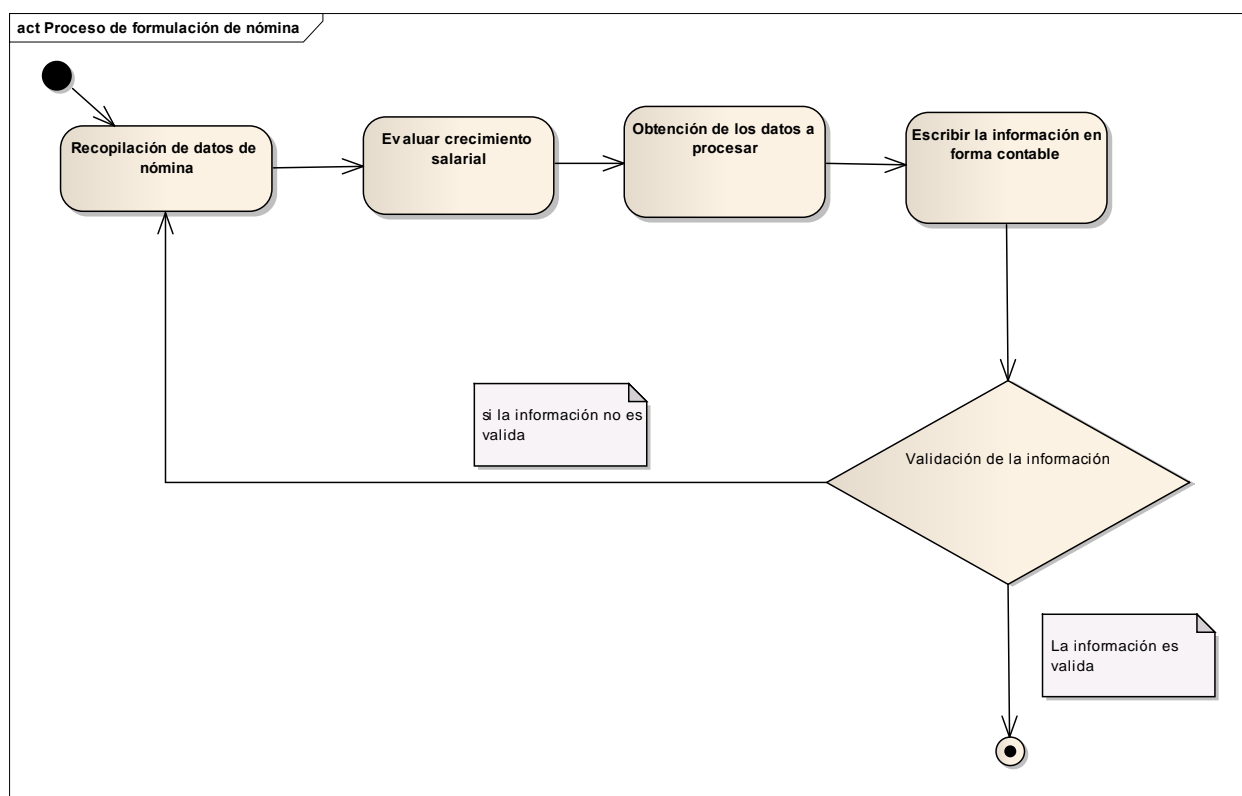 act Proceso de formulación de nómina
Recopilación de datos de
nómina
Evaluar crecimiento
salarial
Obtención de los datos a
procesar
Escribir la información en
forma contable
si la información no es
valida
Validación de la información
La información es
valida